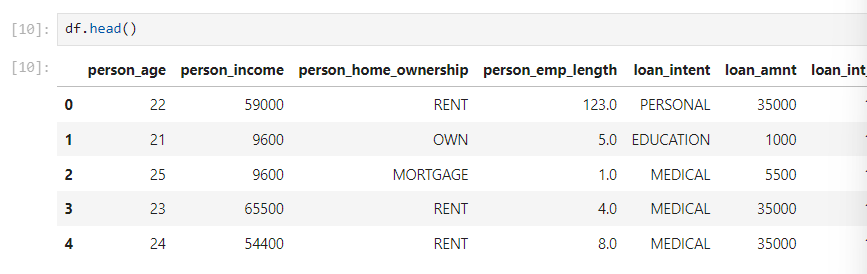 [10]: df.head()
[10]: person_age person_income person_home_ownership person_emp_length loan_intent loan_amnt loan_int_
0 22 59000 RENT 123.0 PERSONAL 35000
1 21 9600 OWN 5.0 EDUCATION 1000
2 25 9600 MORTGAGE 1.0 MEDICAL 5500
3 23 65500 RENT 4.0 MEDICAL 35000
4 24 54400 RENT 8.0 MEDICAL 35000